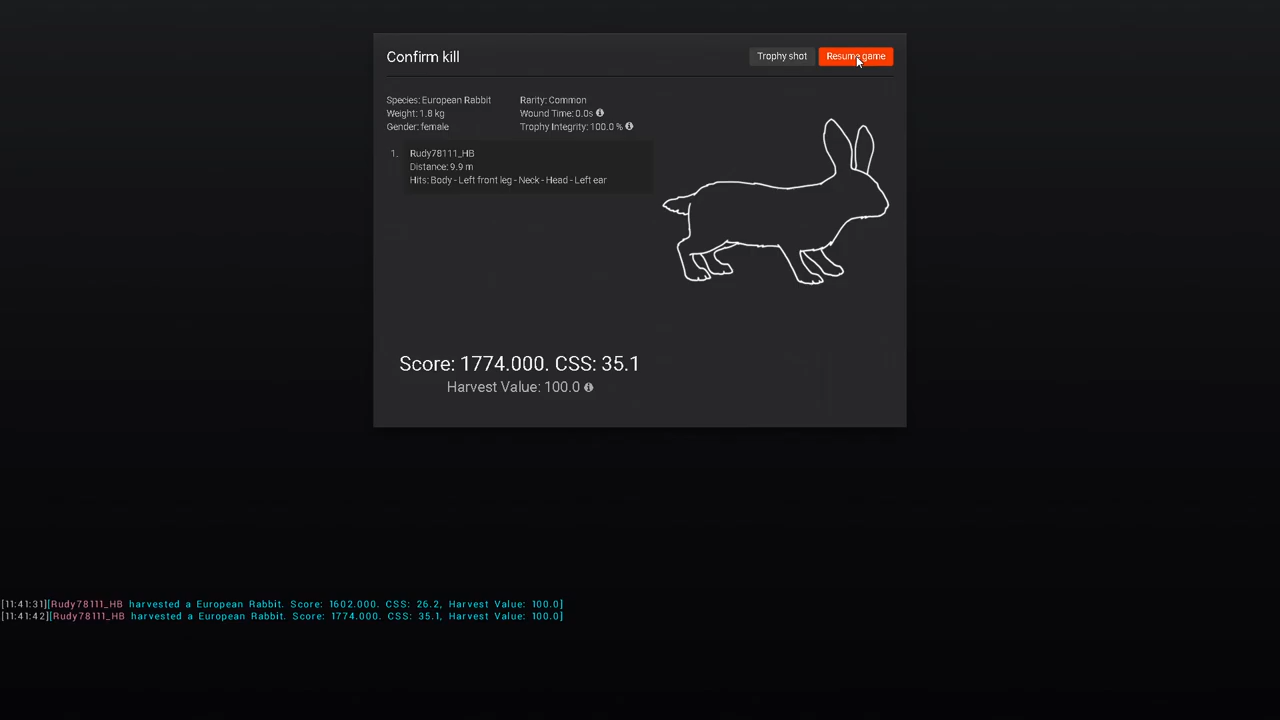 Confirm kill
Trophy shot
Resume game
Species: European Rabbit
Weight: 1.8 kg
Gender: female
Rarity: Common
Wound Time: 0.0s
Trophy Integrity: 100.0 %
1. Rudy78111_HB
Distance: 9.9 m
Hits: Body - Left front leg - Neck - Head - Left ear
Score: 1774.000. CSS: 35.1
Harvest Value: 100.0
[11:41:31][Rudy78111_HB harvested a European Rabbit. Score: 1602.000. CSS: 26.2, Harvest Value: 100.0]
[11:41:42][Rudy78111_HB harvested a European Rabbit. Score: 1774.000. CSS: 35.1, Harvest Value: 100.0]